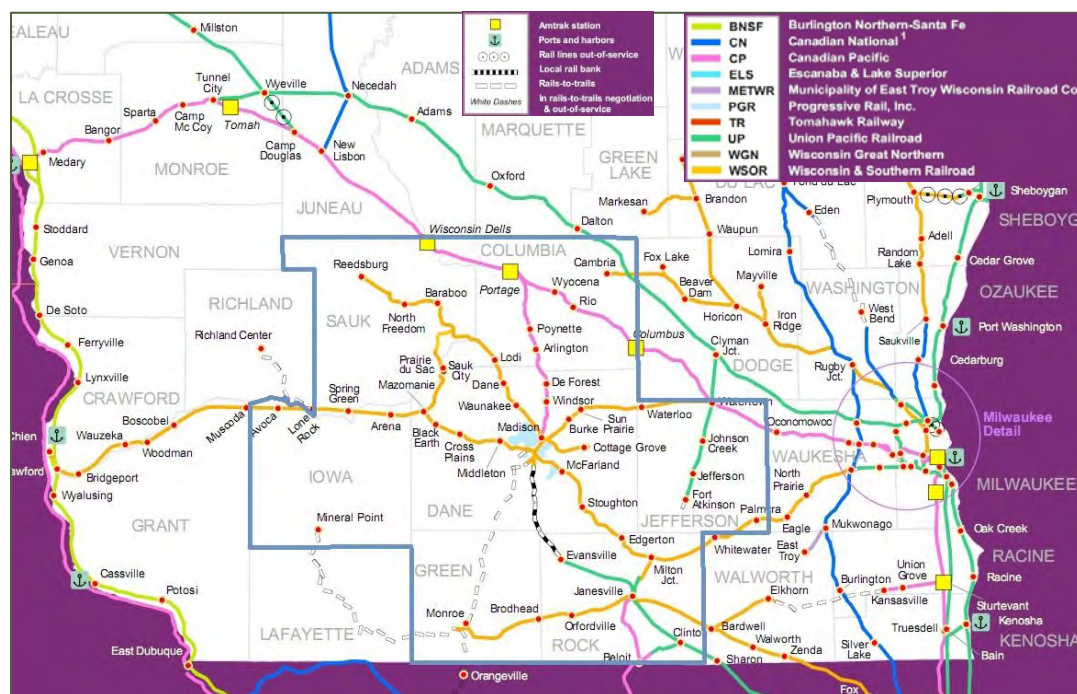 Amtrak station
Ports and harbors
Rail lines out-of-service
Local rail bank
Rails-to-trails
White Dashes
In rails-to-trails negotiation
& out-of-service
BNSF Burlington Northern-Santa Fe
CN Canadian National 1
CP Canadian Pacific
ELS Escanaba & Lake Superior
METWR Municipality of East Troy Wisconsin Railroad Co
PGR Progressive Rail, Inc.
TR Tomahawk Railway
UP Union Pacific Railroad
WGN Wisconsin Great Northern
WSOR Wisconsin & Southern Railroad
EALEAU
Millston
ADAMS
LA CROSSE
Tunnel
City
Wyeville
Necedah
Sparta
Camp
Mc Coy
Tomah
Adams
MARQUETTE
Bangor
Medary
MONROE
Camp
Douglas
New
Lisbon
GREEN
LAKE
DU LAC
Oxford
Markesan
Brandon
Eden
Plymouth
Sheboygan
SHEBOYG
JUNEAU
Stoddard
VERNON
Wisconsin Dells
COLUMBIA
Dalton
Waupun
Lomira
Adell
Random
Lake
Genoa
Reedsburg
Cambria
Fox Lake
Mayville
WASHINGTON
Cedar Grove
OZAUKEE
RICHLAND
SAUK
Baraboo
Portage
Wyocena
Rio
Beaver
Dam
Horicon
West
Bend
De Soto
Richland Center
North
Freedom
Poynette
Columbus
Iron
Ridge
Port Washington
Saukville
Ferryville
Arlington
Clyman
Jct.
DODGE
Cedarburg
Lynxville
Prairie
du Sac
Sauk
City
Lodi
Rugby
Jct.
CRAWFORD
Spring
Green
Mazomanie
Dane
De Forest
Boscobel
Muscoda
Avoca
Lone
Rock
Waunakee
Windsor
Waterloo
Watertown
Milwaukee
Detail
Chien
Wauzeka
Woodman
Arena
Black
Earth
Madison
Sun
Burke Prairie
Oconomowoc
Cross
Plains
Cottage Grove
Johnson
Creek
WAUKESHA
awford
Bridgeport
Middleton
McFarland
North
Prairie
IOWA
Jefferson
MILWAUKEE
Wyalusing
Stoughton
Fort
Atkinson
GRANT
Mineral Point
DANE
JEFFERSON
Palmyra
Eagle
Mukwonago
Oak Creek
Edgerton
Whitewater
East
Troy
RACINE
Evansville
Milton
Jct.
Cassville
GREEN
WALWORTH
Union
Grove
Potosi
Janesville
Elkhorn
Burlington
Kansasville
Racine
Monroe
Brodhead
Sturtevant
LAFAYETTE
Orfordville
Bardwell
Truesdell
Kenosha
Clinto
Walworth
East Dubuque
ROCK
Zenda
Silver
Lake
KENOSHA
Beloit
Sharon
Bain
Orangeville
Fox